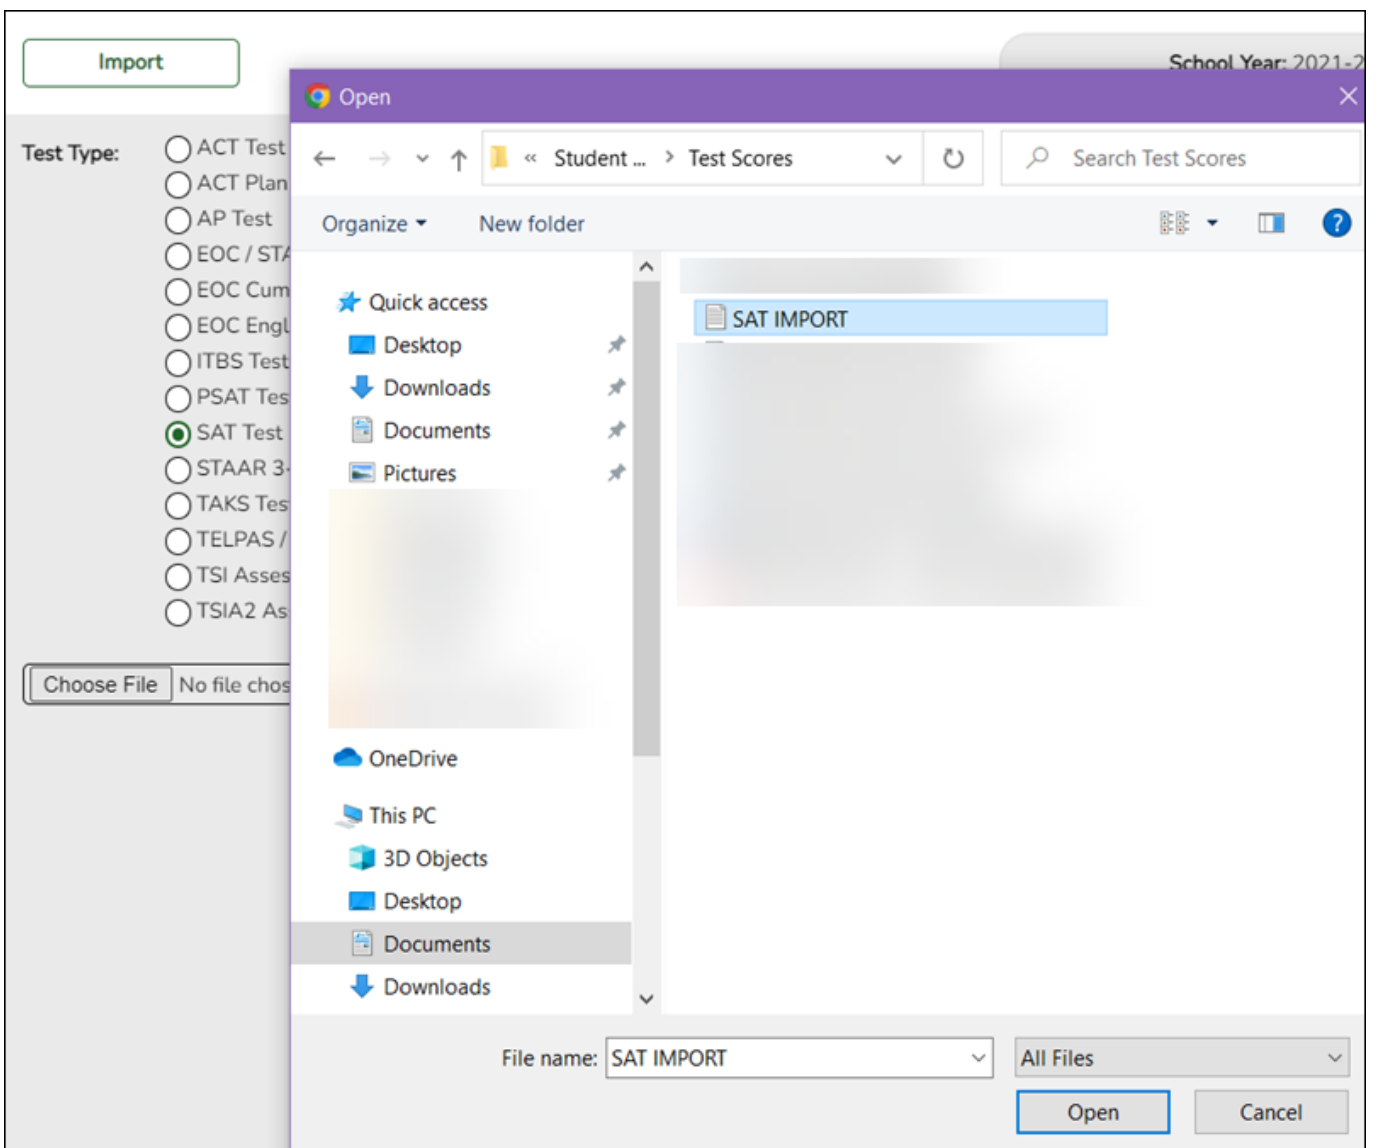 Import
School Year: 2021-2
Open
Test Type:
ACT Test
ACT Plan
AP Test
EOC / STA
EOC Cum
EOC Engl
ITBS Test
PSAT Tes
SAT Test
STAAR 3-
TAKS Tes
TELPAS /
TSI Asses
TSIA2 As
Choose File No file chos
« Student ... > Test Scores
Search Test Scores
Organize
New folder
?
Quick access
Desktop
Downloads
Documents
Pictures
OneDrive
This PC
3D Objects
Desktop
Documents
Downloads
SAT IMPORT
File name: SAT IMPORT
All Files
Open
Cancel